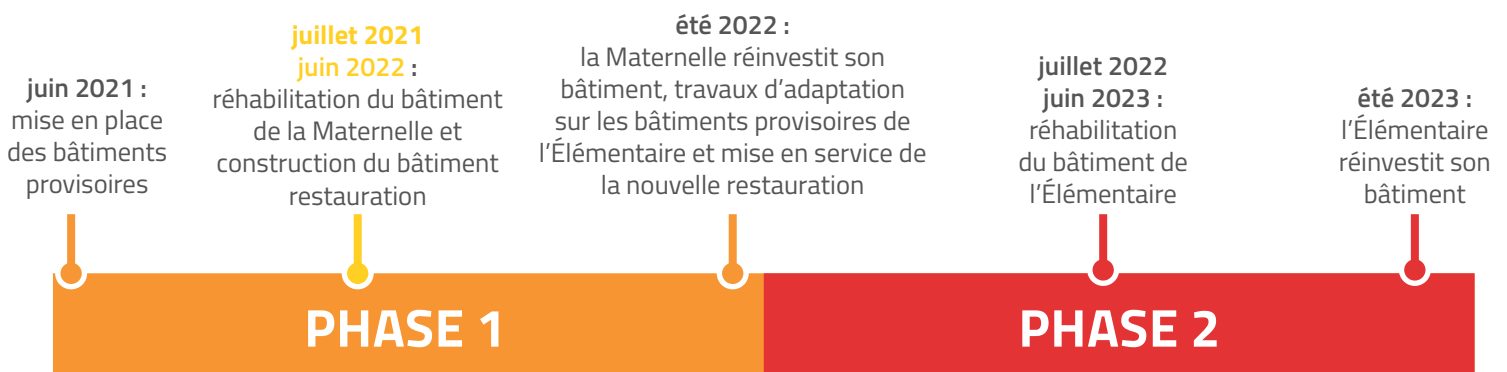 juin 2021 :
mise en place
des bâtiments
provisoires
juillet 2021
juin 2022 :
réhabilitation du bâtiment
de la Maternelle et
construction du bâtiment
restauration
été 2022 :
la Maternelle réinvestit son
bâtiment, travaux d’adaptation
sur les bâtiments provisoires de
l’Élémentaire et mise en service de
la nouvelle restauration
juillet 2022
juin 2023 :
réhabilitation
du bâtiment de
l’Élémentaire
été 2023 :
l’Élémentaire
réinvestit son
bâtiment
PHASE 1
PHASE 2